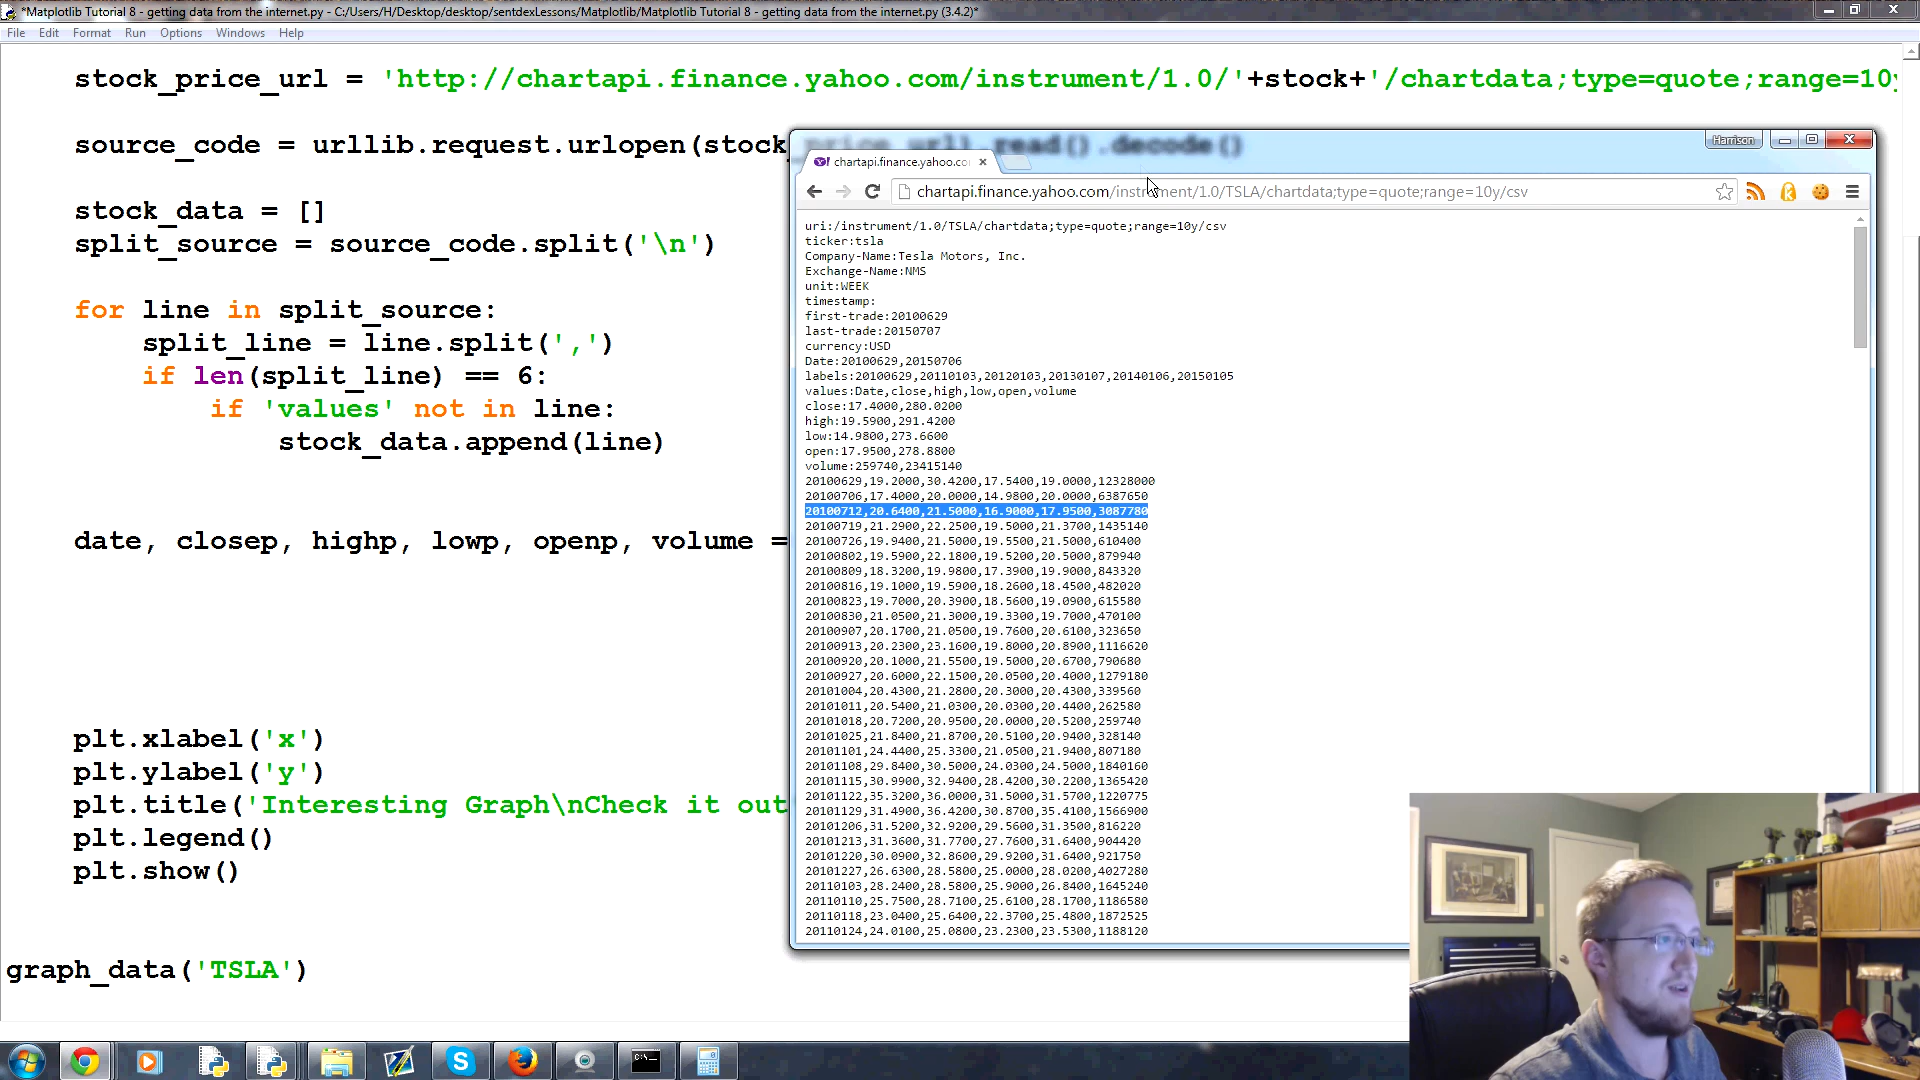 *Matplotlib Tutorial 8 - getting data from the internet.py - C:/Users/H/Desktop/desktop/sentdexLessons/Matplotlib/Matplotlib Tutorial 8 - getting data from the internet.py (3.4.2)*
File Edit Format Run Options Windows Help
stock_price_url = 'http://chartapi.finance.yahoo.com/instrument/1.0/'+stock+'/chartdata;type=quote;range=10y
source_code = urllib.request.urlopen(stock_price_url).read().decode()
stock_data = []
split_source = source_code.split('\n')
for line in split_source:
split_line = line.split(',')
if len(split_line) == 6:
if 'values' not in line:
stock_data.append(line)
date, closep, highp, lowp, openp, volume =
plt.xlabel('x')
plt.ylabel('y')
plt.title('Interesting Graph\nCheck it out
plt.legend()
plt.show()
graph_data('TSLA')
Harrison
chartapi.finance.yahoo.co
chartapi.finance.yahoo.com/instrument/1.0/TSLA/chartdata;type=quote;range=10y/csv
uri:/instrument/1.0/TSLA/chartdata;type=quote;range=10y/csv
ticker:tsla
Company-Name:Tesla Motors, Inc.
Exchange-Name:NMS
unit:WEEK
timestamp:
first-trade:20100629
last-trade:20150707
currency:USD
Date:20100629,20150706
labels:20100629,20110103,20120103,20130107,20140106,20150105
values:Date,close,high,low,open,volume
close:17.4000,280.0200
high:19.5900,291.4200
low:14.9800,273.6600
open:17.9500,278.8800
volume:259740,23415140
20100629,19.2000,30.4200,17.5400,19.0000,12328000
20100706,17.4000,20.0000,14.9800,20.0000,6387650
20100712,20.6400,21.5000,16.9000,17.9500,3087780
20100719,21.2900,22.2500,19.5000,21.3700,1435140
20100726,19.9400,21.5000,19.5500,21.5000,610400
20100802,19.5900,22.1800,19.5200,20.5000,879940
20100809,18.3200,19.9800,17.3900,19.9000,843320
20100816,19.1000,19.5900,18.2600,18.4500,482020
20100823,19.7000,20.3900,18.5600,19.0900,615580
20100830,21.0500,21.3000,19.3300,19.7000,470100
20100907,20.1700,21.0500,19.7600,20.6100,323650
20100913,20.2300,23.1600,19.8000,20.8900,1116620
20100920,20.1000,21.5500,19.5000,20.6700,790680
20100927,20.6000,22.1500,20.0500,20.4000,1279180
20101004,20.4300,21.2800,20.3000,20.4300,339560
20101011,20.5400,21.0300,20.0300,20.4400,262580
20101018,20.7200,20.9500,20.0000,20.5200,259740
20101025,21.8400,21.8700,20.5100,20.9400,328140
20101101,24.4400,25.3300,21.0500,21.9400,807180
20101108,29.8400,30.5000,24.0300,24.5000,1840160
20101115,30.9900,32.9400,28.4200,30.2200,1365420
20101122,35.3200,36.0000,31.5000,31.5700,1220775
20101129,31.4900,36.4200,30.8700,35.4100,1566900
20101206,31.5200,32.9200,29.5600,31.3500,816220
20101213,31.3600,31.7700,27.7600,31.6400,904420
20101220,30.0900,32.8600,29.9200,31.6400,921750
20101227,26.6300,28.5800,25.0000,28.0200,4027280
20110103,28.2400,28.5800,25.9000,26.8400,1645240
20110110,25.7500,28.7100,25.6100,28.1700,1186580
20110118,23.0400,25.6400,22.3700,25.4800,1872525
20110124,24.0100,25.0800,23.2300,23.5300,1188120